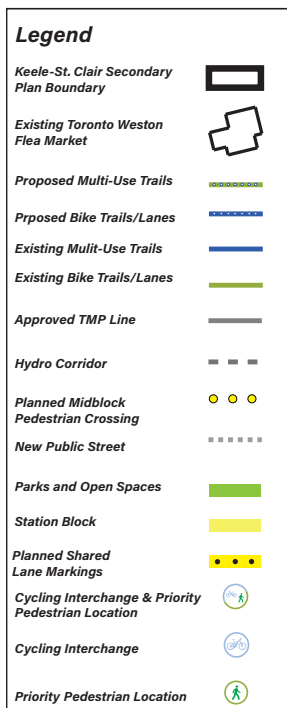 Legend
Keele-St. Clair Secondary
Plan Boundary
Existing Toronto Weston
Flea Market
Proposed Multi-Use Trails
Prposed Bike Trails/Lanes
Existing Mulit-Use Trails
Existing Bike Trails/Lanes
Approved TMP Line
Hydro Corridor
Planned Midblock
Pedestrian Crossing
New Public Street
Parks and Open Spaces
Station Block
Planned Shared
Lane Markings
Cycling Interchange & Priority
Pedestrian Location
Cycling Interchange
Priority Pedestrian Location